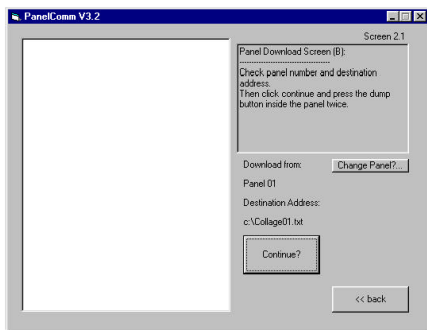 PanelComm V3.2
Screen 2.1
Panel Download Screen (B):
------------------------------------
Check panel number and destination
address.
Then click continue and press the dump
button inside the panel twice.
Download from:
Change Panel?...
Panel 01
Destination Address:
c:\Collage01.txt
Continue?
<< back